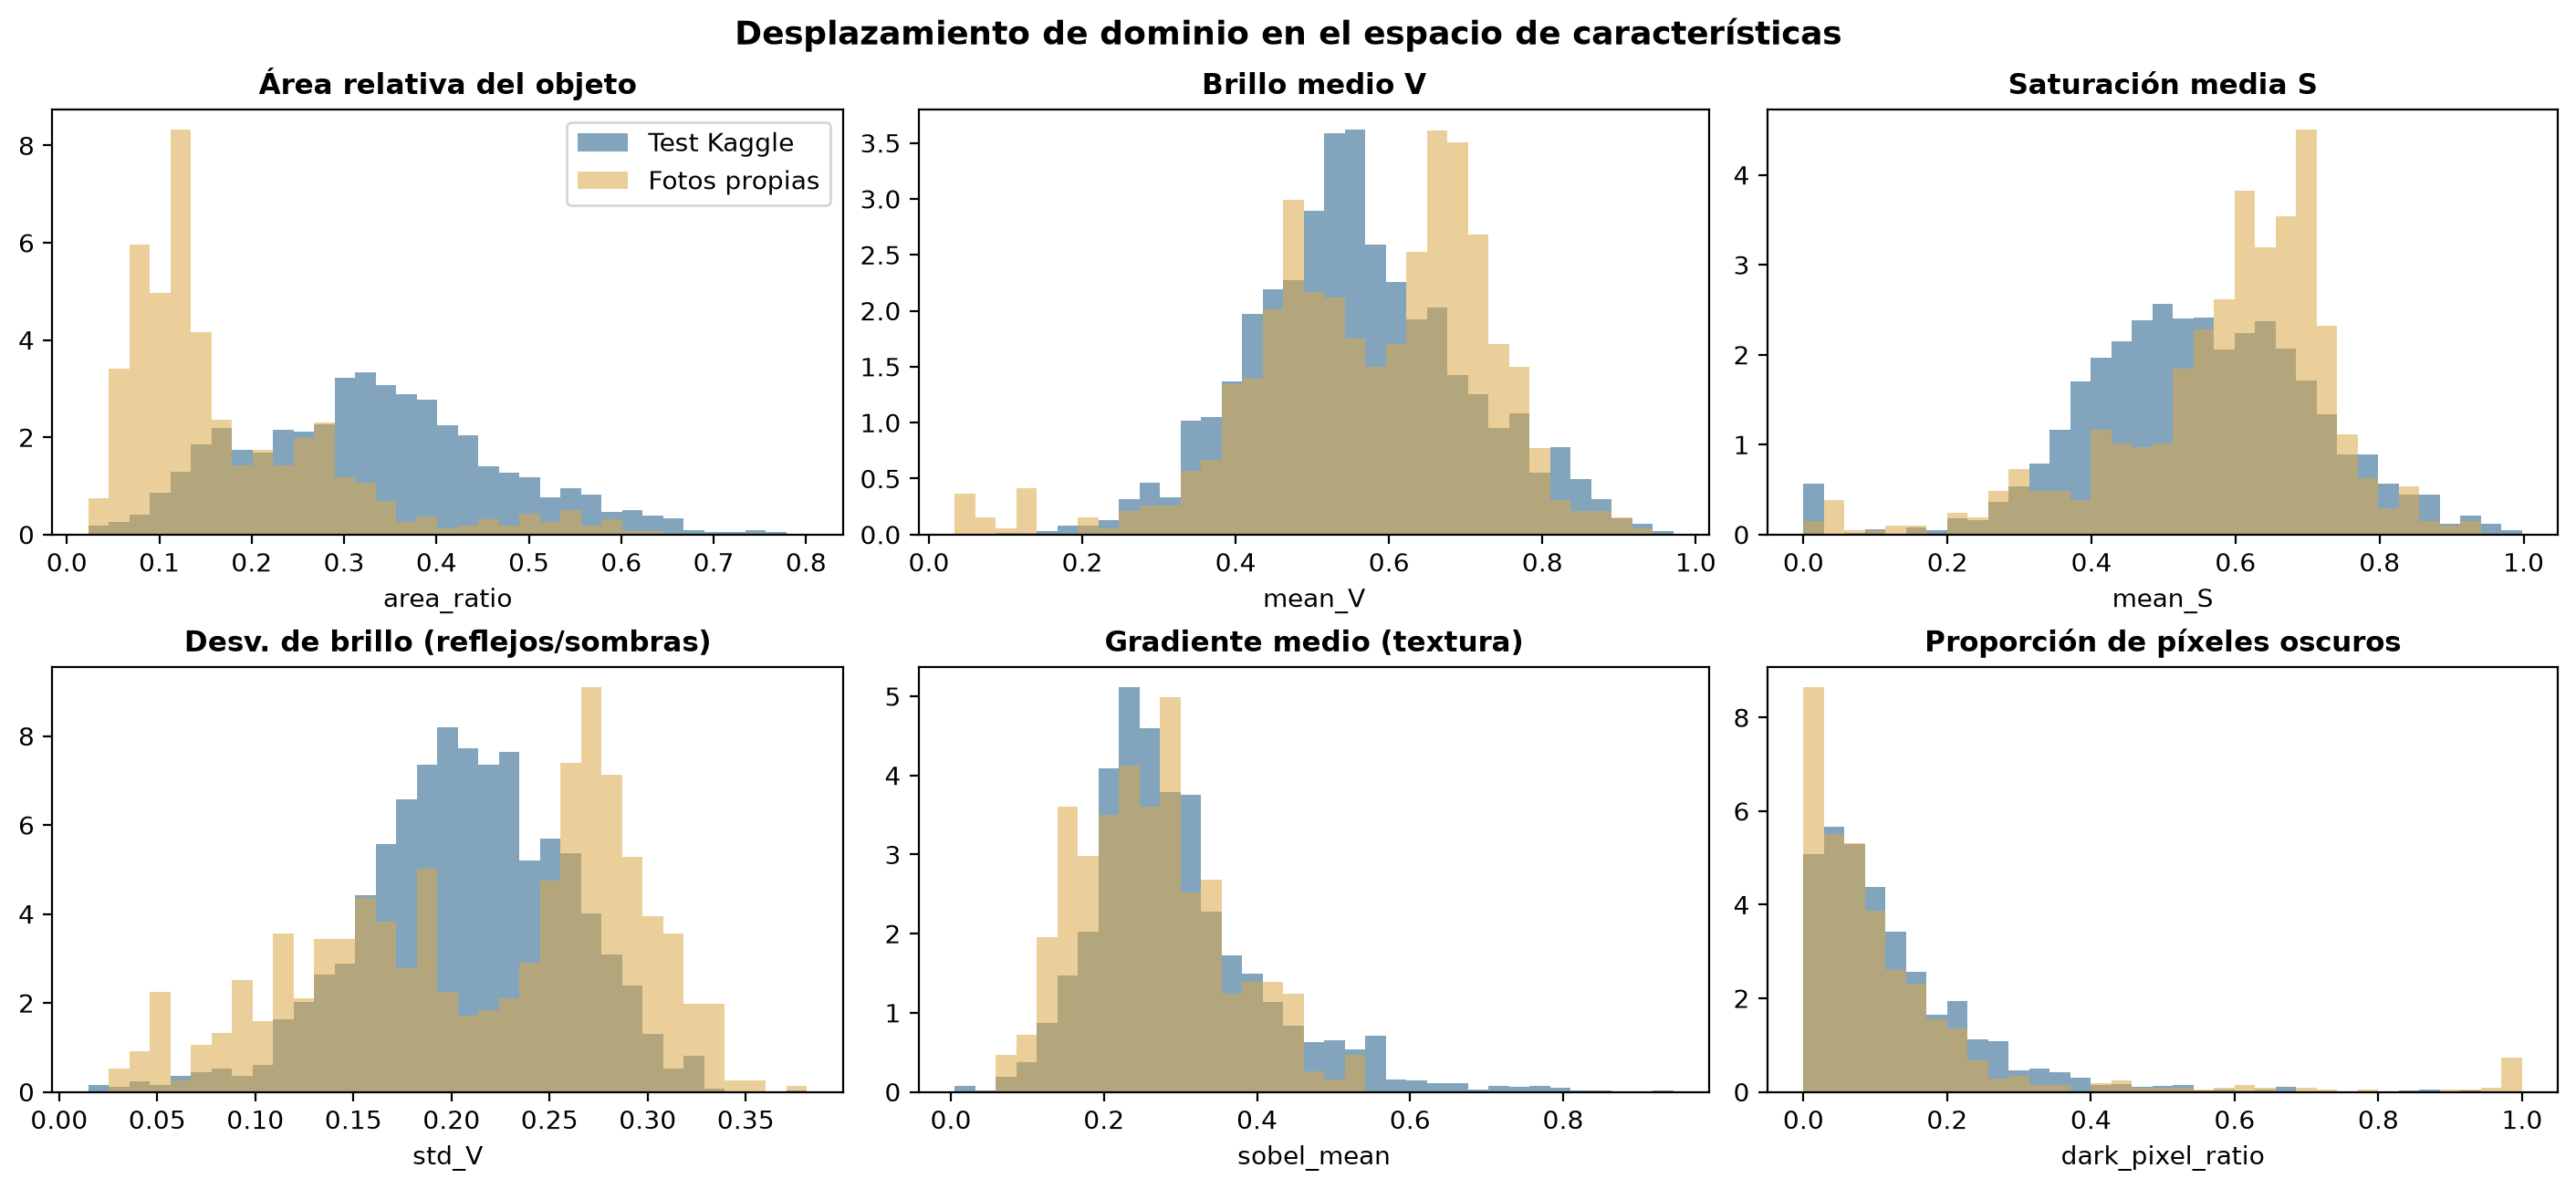 Desplazamiento de dominio en el espacio de características
Área relativa del objeto
Brillo medio V
Saturación media S
Test Kaggle
Fotos propias
8
6
4
2
0
0.0 0.1 0.2 0.3 0.4 0.5 0.6 0.7 0.8
area_ratio
3.5
3.0
2.5
2.0
1.5
1.0
0.5
0.0
0.0 0.2 0.4 0.6 0.8 1.0
mean_V
4
3
2
1
0
0.0 0.2 0.4 0.6 0.8 1.0
mean_S
Desv. de brillo (reflejos/sombras)
Gradiente medio (textura)
Proporción de píxeles oscuros
8
6
4
2
0
0.00 0.05 0.10 0.15 0.20 0.25 0.30 0.35
std_V
5
4
3
2
1
0
0.0 0.2 0.4 0.6 0.8
sobel_mean
8
6
4
2
0
0.0 0.2 0.4 0.6 0.8 1.0
dark_pixel_ratio